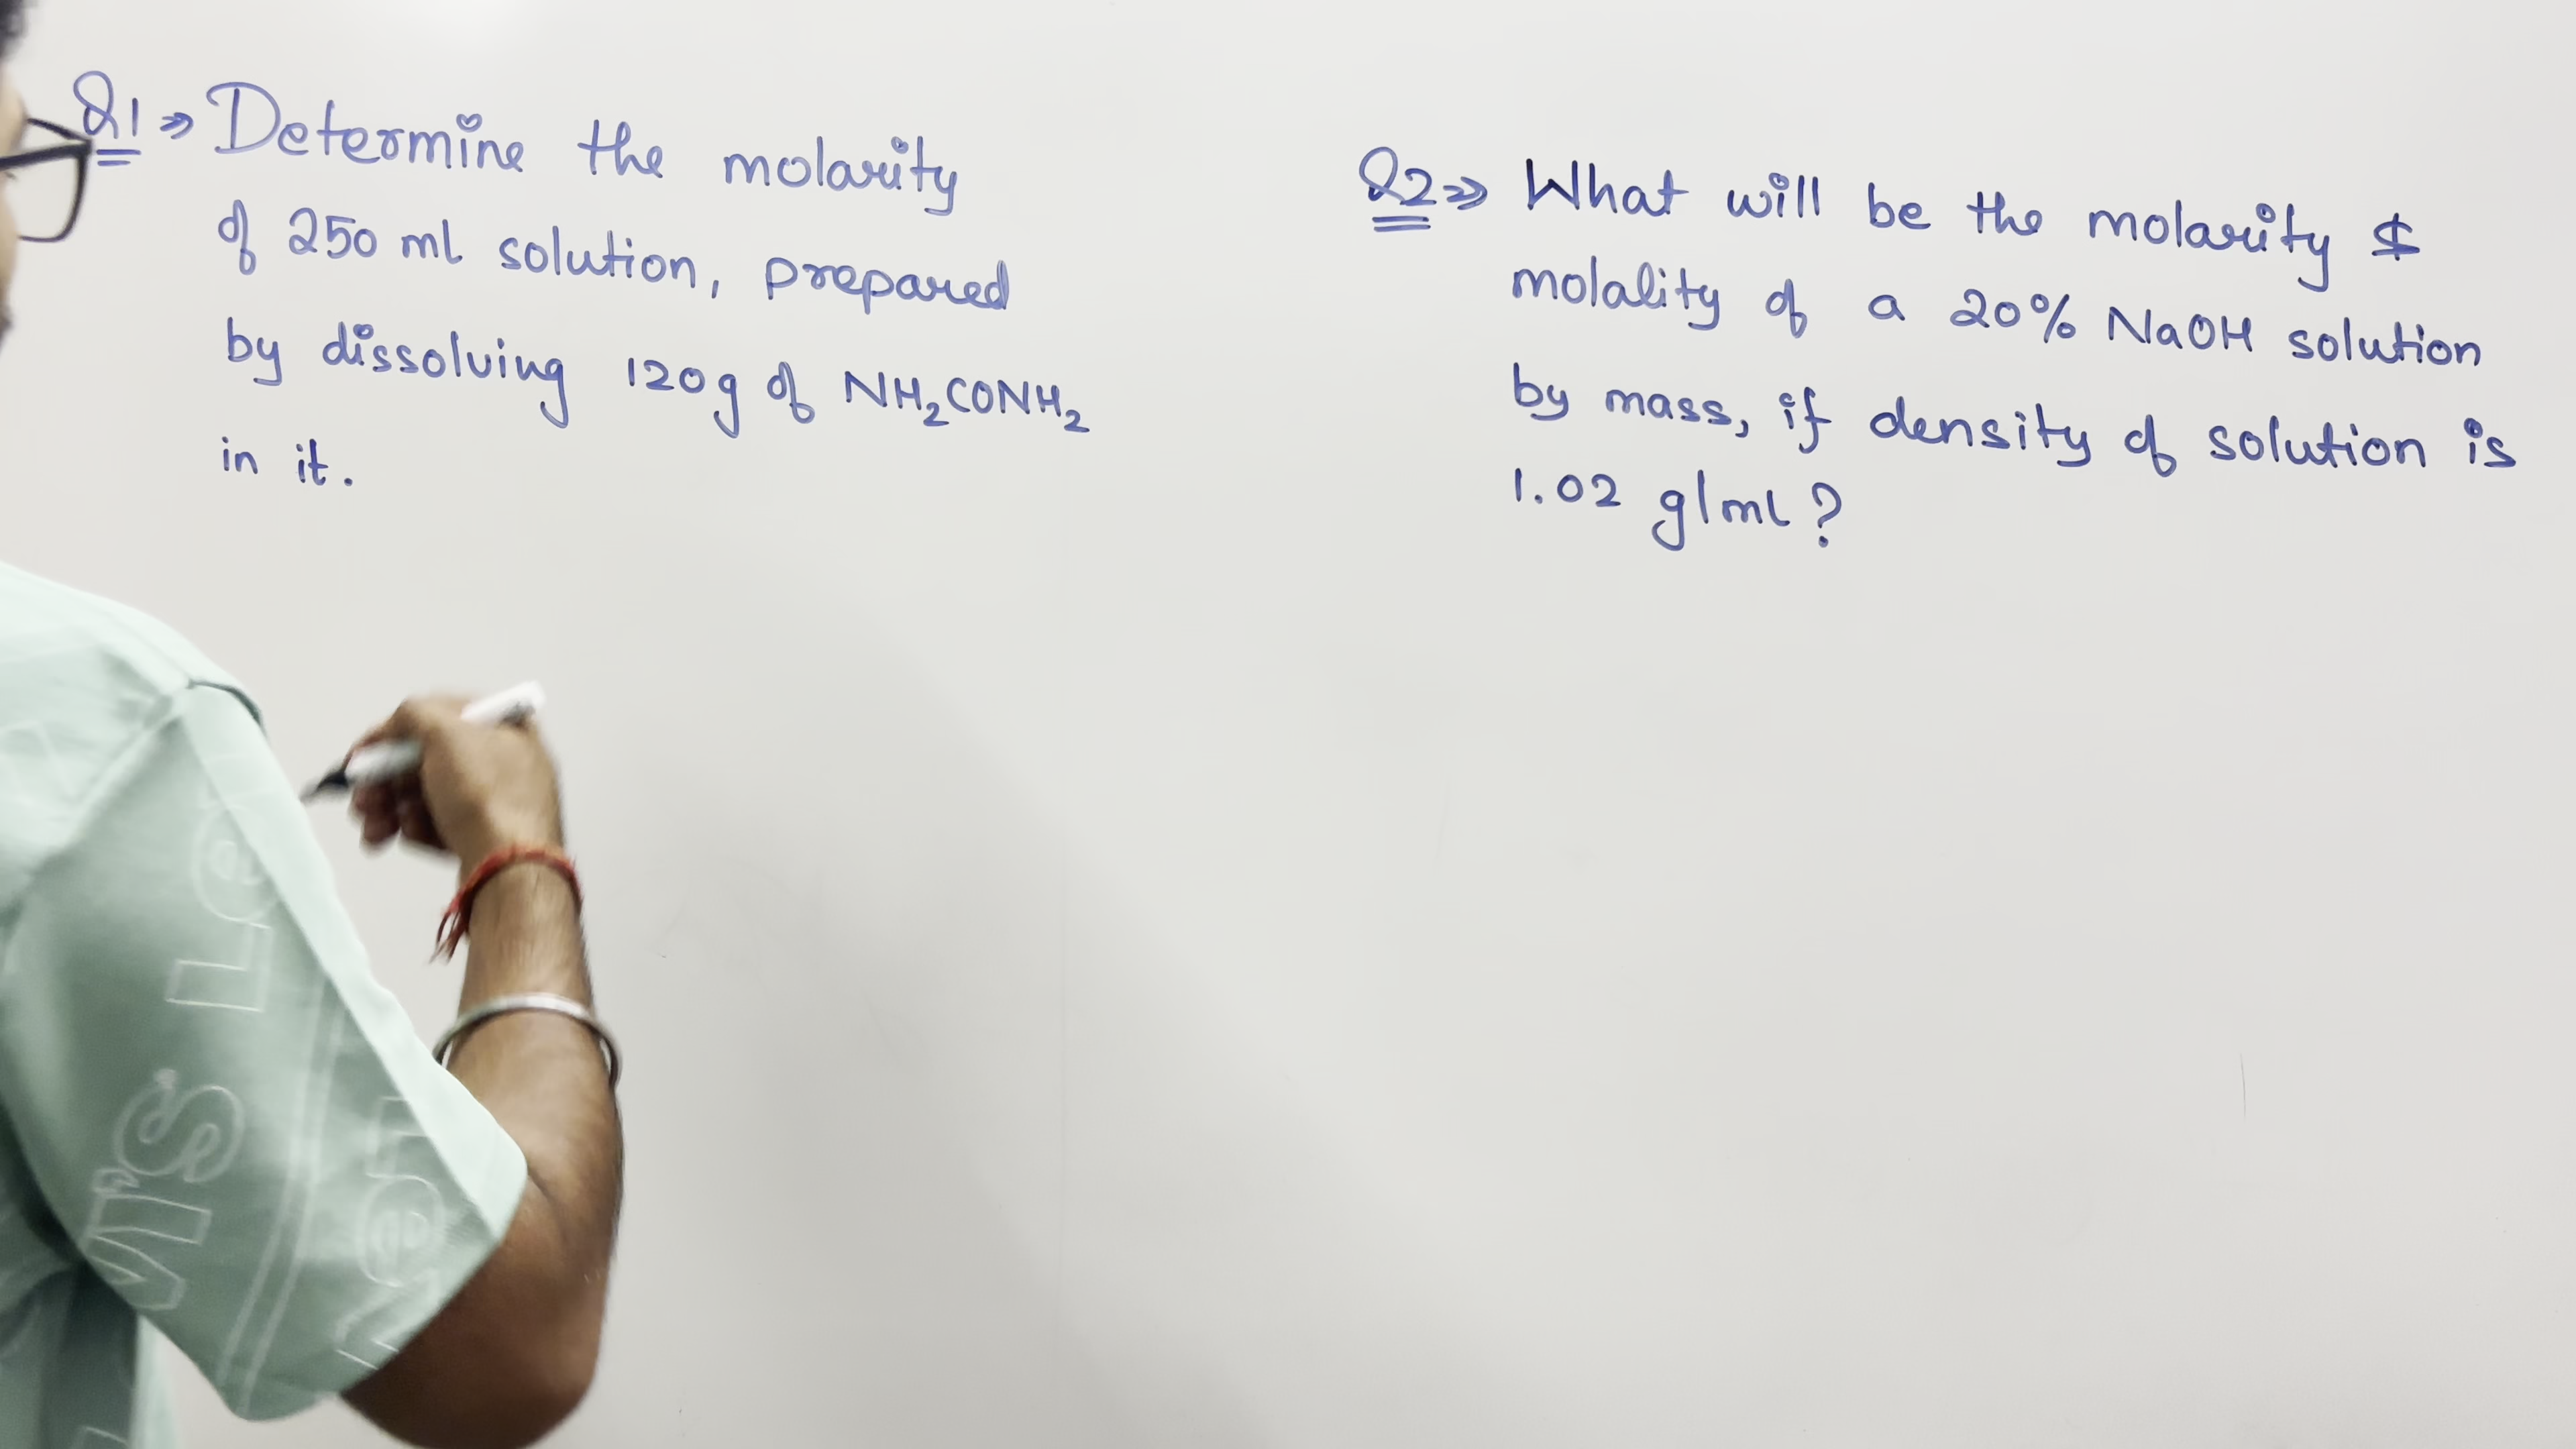 Q1 ⇒ Determine the molarity
of 250 ml solution, prepared
by dissolving 120g of NH₂CONH₂
in it.
Q2 ⇒ What will be the molarity &
molality of a 20% NaOH solution
by mass, if density of solution is
1.02 g/ml?